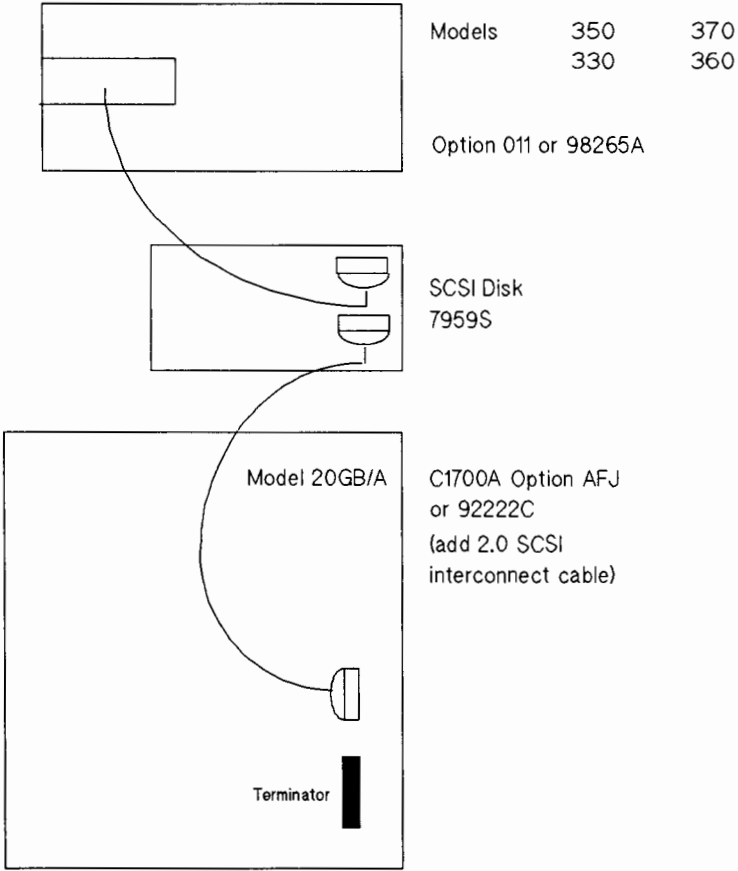 Models 350 370
330 360
Option 011 or 98265A
SCSI Disk
7959S
Model 20GB/A
C1700A Option AFJ
or 92222C
(add 2.0 SCSI
interconnect cable)
Terminator